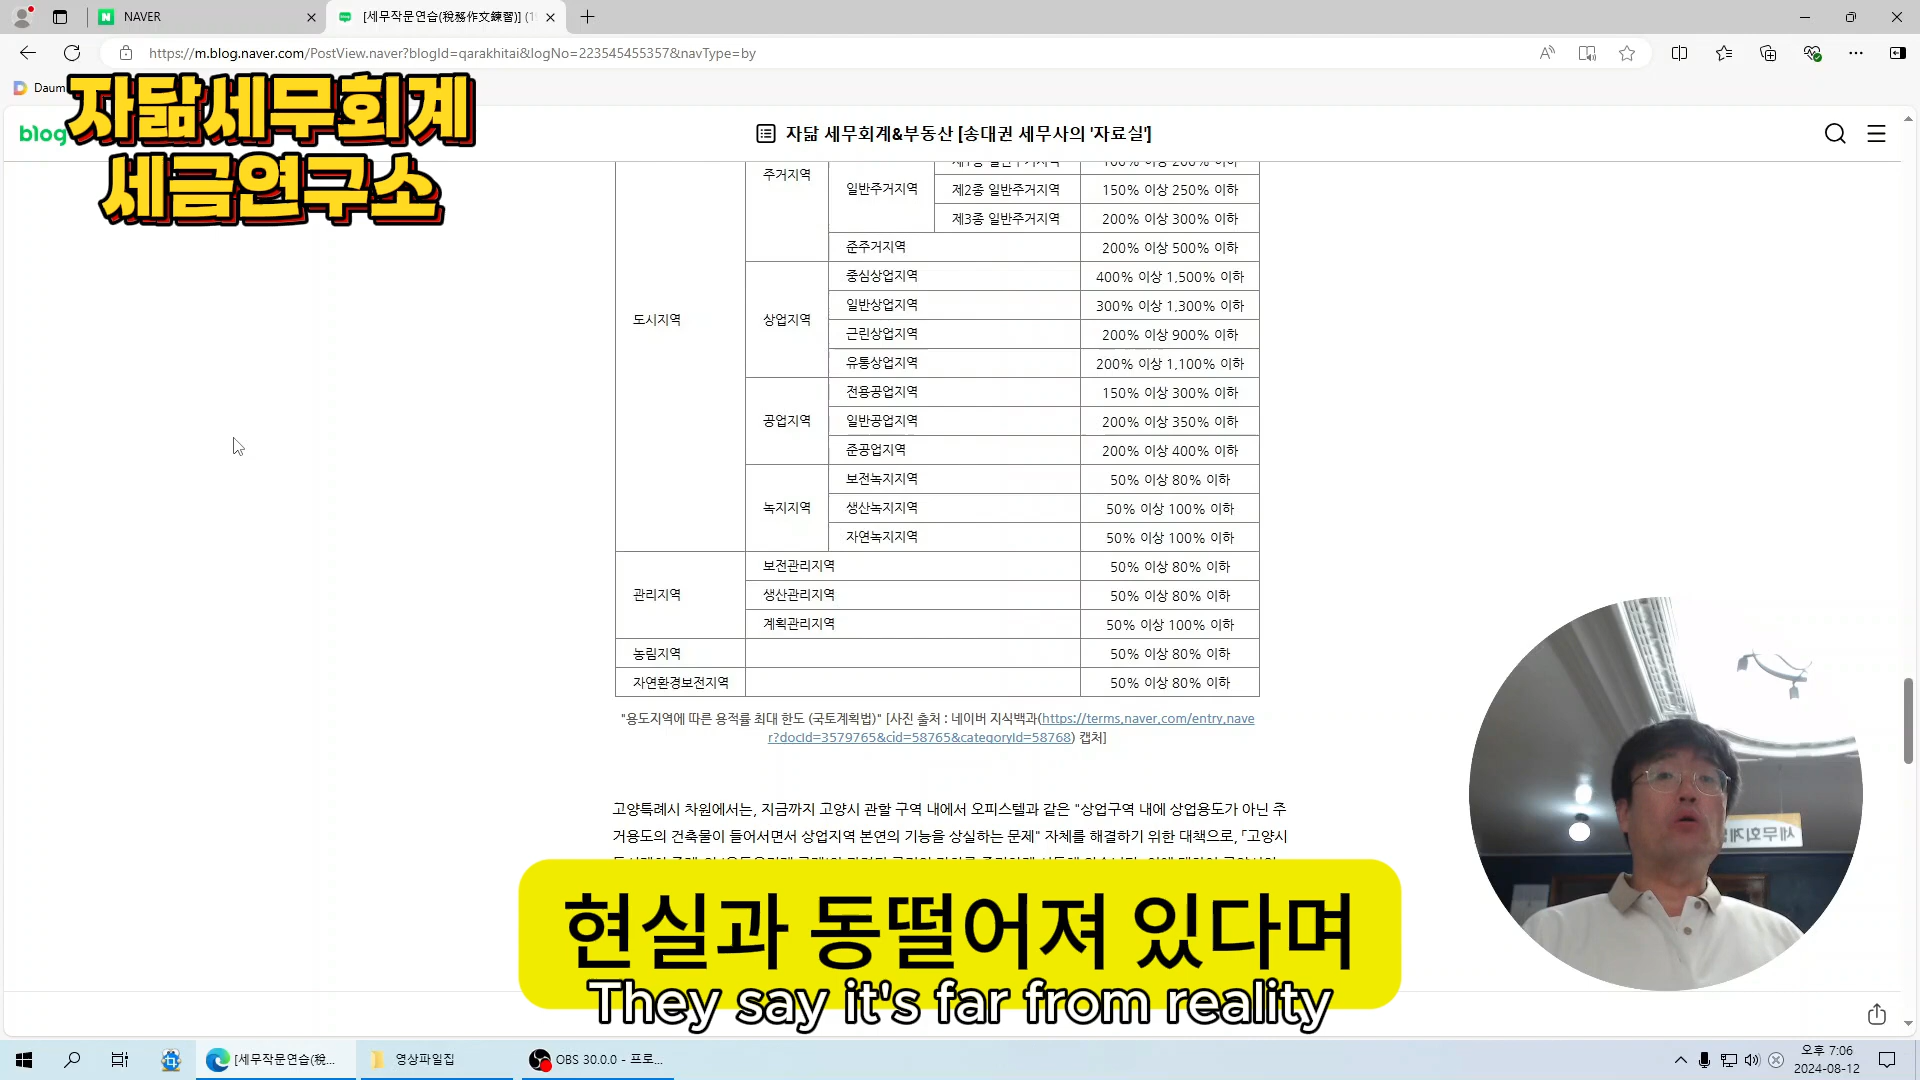 NAVER
[세무작문연습(稅務作文鍊習)] (1
https://m.blog.naver.com/PostView.naver?blogId=qarakhitai&logNo=223545455357&navType=by
Daum
자닮세무회계
세금연구소
blog
자닮 세무회계&부동산 [송대권 세무사의 '자료실']
주거지역
일반주거지역
제2종 일반주거지역 150% 이상 250% 이하
제3종 일반주거지역 200% 이상 300% 이하
준주거지역 200% 이상 500% 이하
도시지역
상업지역
중심상업지역 400% 이상 1,500% 이하
일반상업지역 300% 이상 1,300% 이하
근린상업지역 200% 이상 900% 이하
유통상업지역 200% 이상 1,100% 이하
공업지역
전용공업지역 150% 이상 300% 이하
일반공업지역 200% 이상 350% 이하
준공업지역 200% 이상 400% 이하
녹지지역
보전녹지지역 50% 이상 80% 이하
생산녹지지역 50% 이상 100% 이하
자연녹지지역 50% 이상 100% 이하
관리지역
보전관리지역 50% 이상 80% 이하
생산관리지역 50% 이상 80% 이하
계획관리지역 50% 이상 100% 이하
농림지역 50% 이상 80% 이하
자연환경보전지역 50% 이상 80% 이하
"용도지역에 따른 용적률 최대 한도 (국토계획법)" [사진 출처 : 네이버 지식백과(https://terms.naver.com/entry.nave
r?docId=3579765&cid=58765&categoryId=58768) 캡처]
고양특례시 차원에서는, 지금까지 고양시 관할 구역 내에서 오피스텔과 같은 "상업구역 내에 상업용도가 아닌 주
거용도의 건축물이 들어서면서 상업지역 본연의 기능을 상실하는 문제" 자체를 해결하기 위한 대책으로, 「고양시
현실과 동떨어져 있다며
They say it's far from reality
세무회계
[세무작문연습(稅...
영상파일집
OBS 30.0.0 - 프로...
오후 7:06
2024-08-12